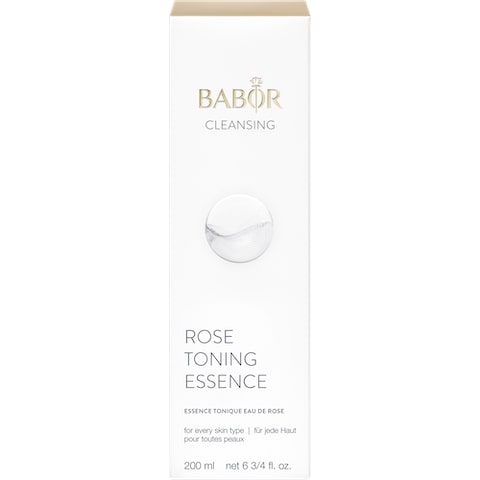 BABOR
CLEANSING
ROSE
TONING
ESSENCE
ESSENCE TONIQUE EAU DE ROSE
for every skin type | für jede Haut
pour toutes peaux
200 ml net 6 3/4 fl. oz.